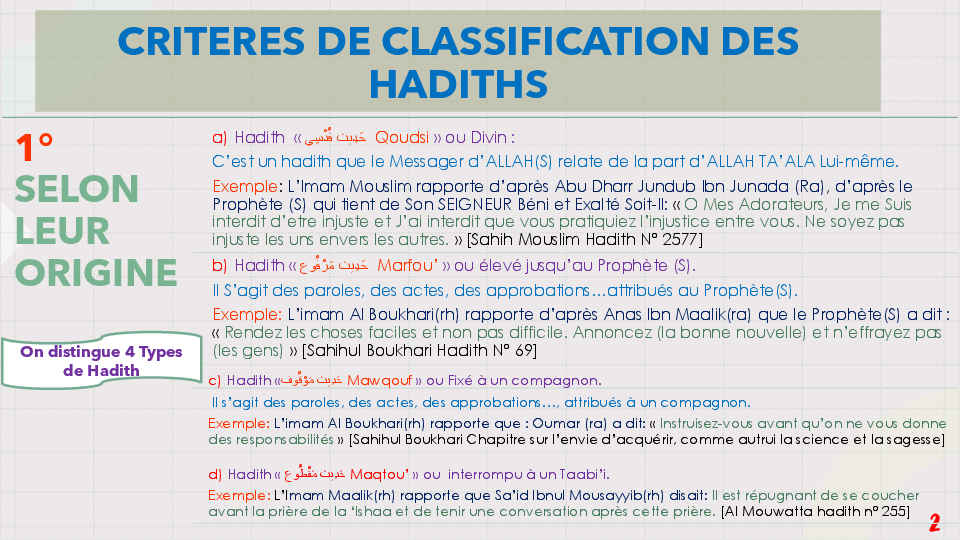 CRITERES DE CLASSIFICATION DES
HADITHS
1°
SELON
LEUR
ORIGINE
On distingue 4 Types
de Hadith
a) Hadith « حَدِيث قُدْسِى Qoudsi » ou Divin :
C’est un hadith que le Messager d’ALLAH(S) relate de la part d’ALLAH TA’ALA Lui-même.
Exemple: L’Imam Mouslim rapporte d’après Abu Dharr Jundub Ibn Junada (Ra), d’après le
Prophète (S) qui tient de Son SEIGNEUR Béni et Exalté Soit-Il: « O Mes Adorateurs, Je me Suis
interdit d’etre injuste et J’ai interdit que vous pratiquiez l’injustice entre vous. Ne soyez pas
injuste les uns envers les autres. » [Sahih Mouslim Hadith N° 2577]
b) Hadith « حَدِيث مَرْفُوع Marfou’ » ou élevé jusqu’au Prophète (S).
Il S’agit des paroles, des actes, des approbations…attribués au Prophète(S).
Exemple: L’imam Al Boukhari(rh) rapporte d’après Anas Ibn Maalik(ra) que le Prophète(S) a dit :
« Rendez les choses faciles et non pas difficile. Annoncez (la bonne nouvelle) et n’effrayez pas
(les gens) » [Sahihul Boukhari Hadith N° 69]
c) Hadith «حَدِيث مَوْقُوف Mawqouf » ou Fixé à un compagnon.
Il s’agit des paroles, des actes, des approbations…, attribués à un compagnon.
Exemple: L’imam Al Boukhari(rh) rapporte que : Oumar (ra) a dit: « Instruisez-vous avant qu’on ne vous donne
des responsabilités » [Sahihul Boukhari Chapitre sur l’envie d’acquérir, comme autrui la science et la sagesse]
d) Hadith « حَدِيث مَقْطُوع Maqtou’ » ou interrompu à un Taabi’i.
Exemple: L’Imam Maalik(rh) rapporte que Sa’id Ibnul Mousayyib(rh) disait: Il est répugnant de se coucher
avant la prière de la ‘Ishaa et de tenir une conversation après cette prière. [Al Mouwatta hadith n° 255]
2